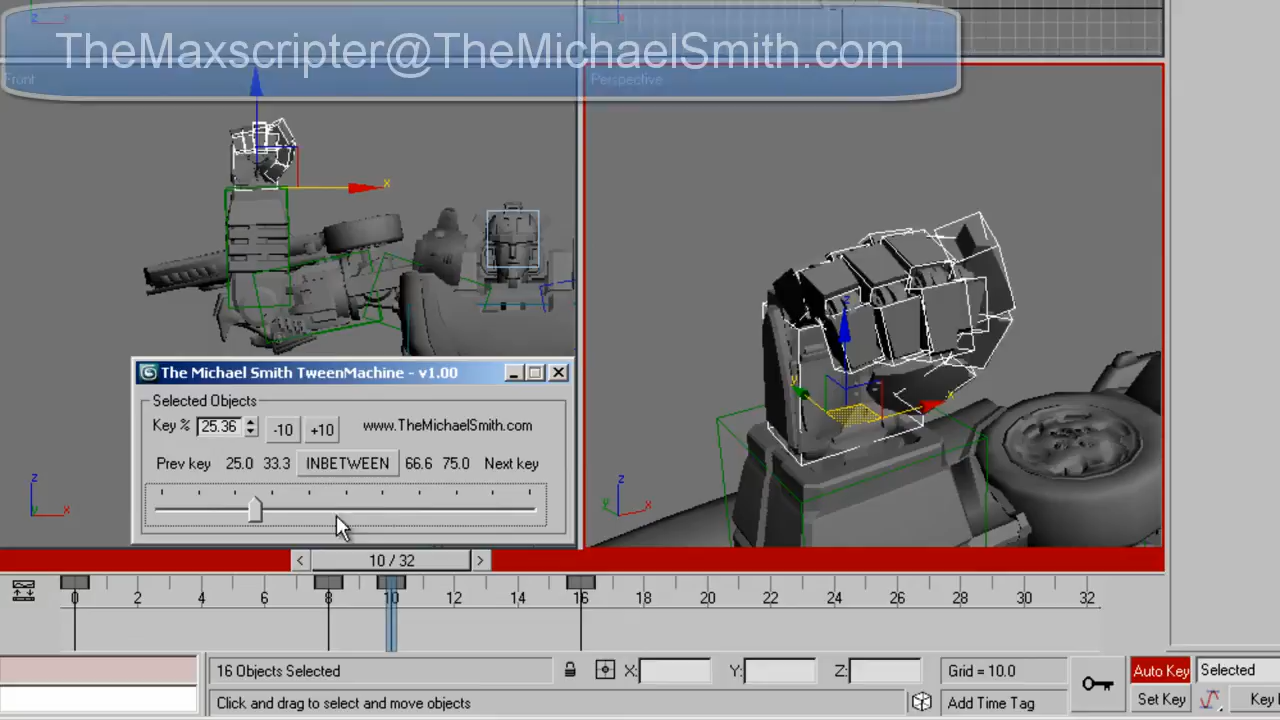 TheMaxscripter@TheMichaelSmith.com
Front
Perspective
z
x
x
z
x
z
x
y
z
y
x
The Michael Smith TweenMachine - v1.00
Selected Objects
Key % 25.36 -10 +10 www.TheMichaelSmith.com
Prev key 25.0 33.3 INBETWEEN 66.6 75.0 Next key
< 10 / 32 >
0 2 4 6 8 10 12 14 16 18 20 22 24 26 28 30 32
16 Objects Selected X: Y: Z: Grid = 10.0 Auto Key Selected
Click and drag to select and move objects Add Time Tag Set Key Key